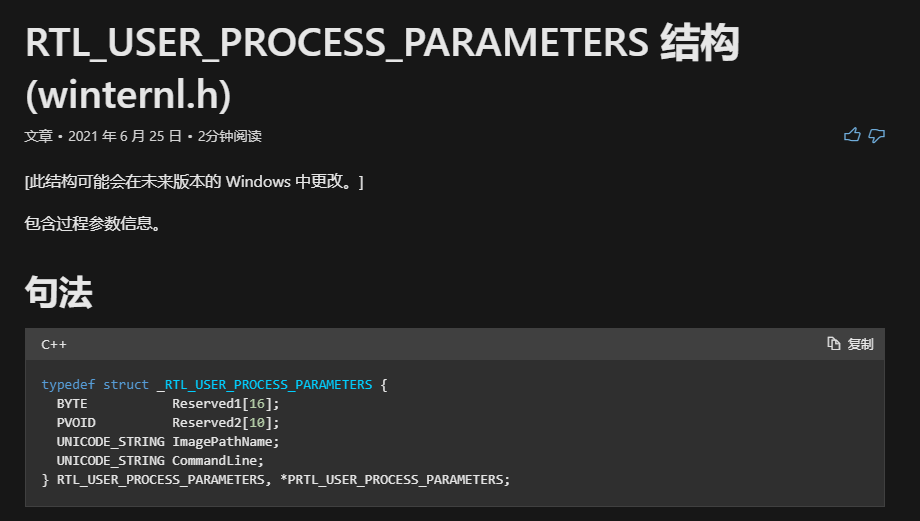 RTL_USER_PROCESS_PARAMETERS 结构
(winternl.h)
文章 • 2021 年 6 月 25 日 • 2分钟阅读
[此结构可能会在未来版本的 Windows 中更改。]
包含过程参数信息。
句法
C++ 复制
typedef struct _RTL_USER_PROCESS_PARAMETERS {
  BYTE           Reserved1[16];
  PVOID          Reserved2[10];
  UNICODE_STRING ImagePathName;
  UNICODE_STRING CommandLine;
} RTL_USER_PROCESS_PARAMETERS, *PRTL_USER_PROCESS_PARAMETERS;